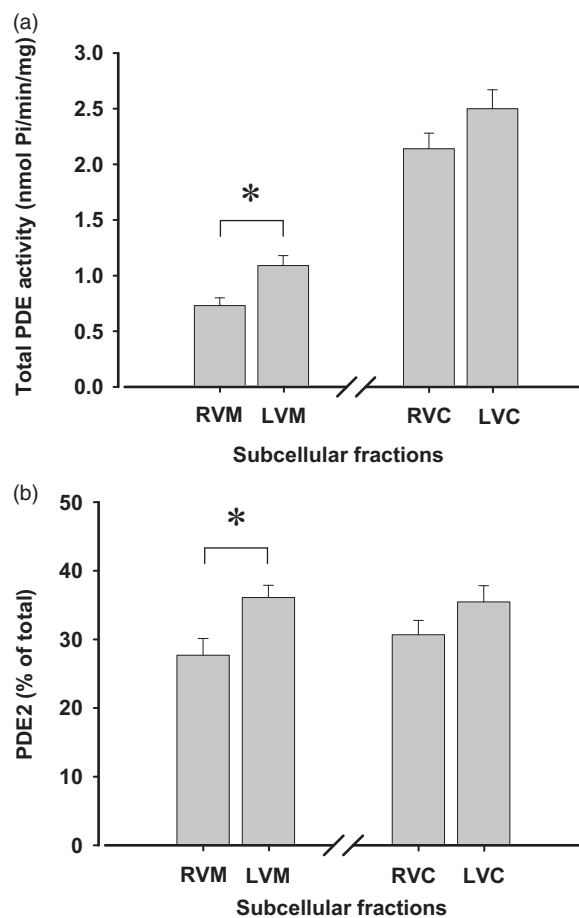 (a)
Total PDE activity (nmol Pi/min/mg)
3.0
2.5
2.0
1.5
1.0
0.5
0.0
*
RVM LVM RVC LVC
Subcellular fractions
(b)
PDE2 (% of total)
50
40
30
20
10
0
*
RVM LVM RVC LVC
Subcellular fractions